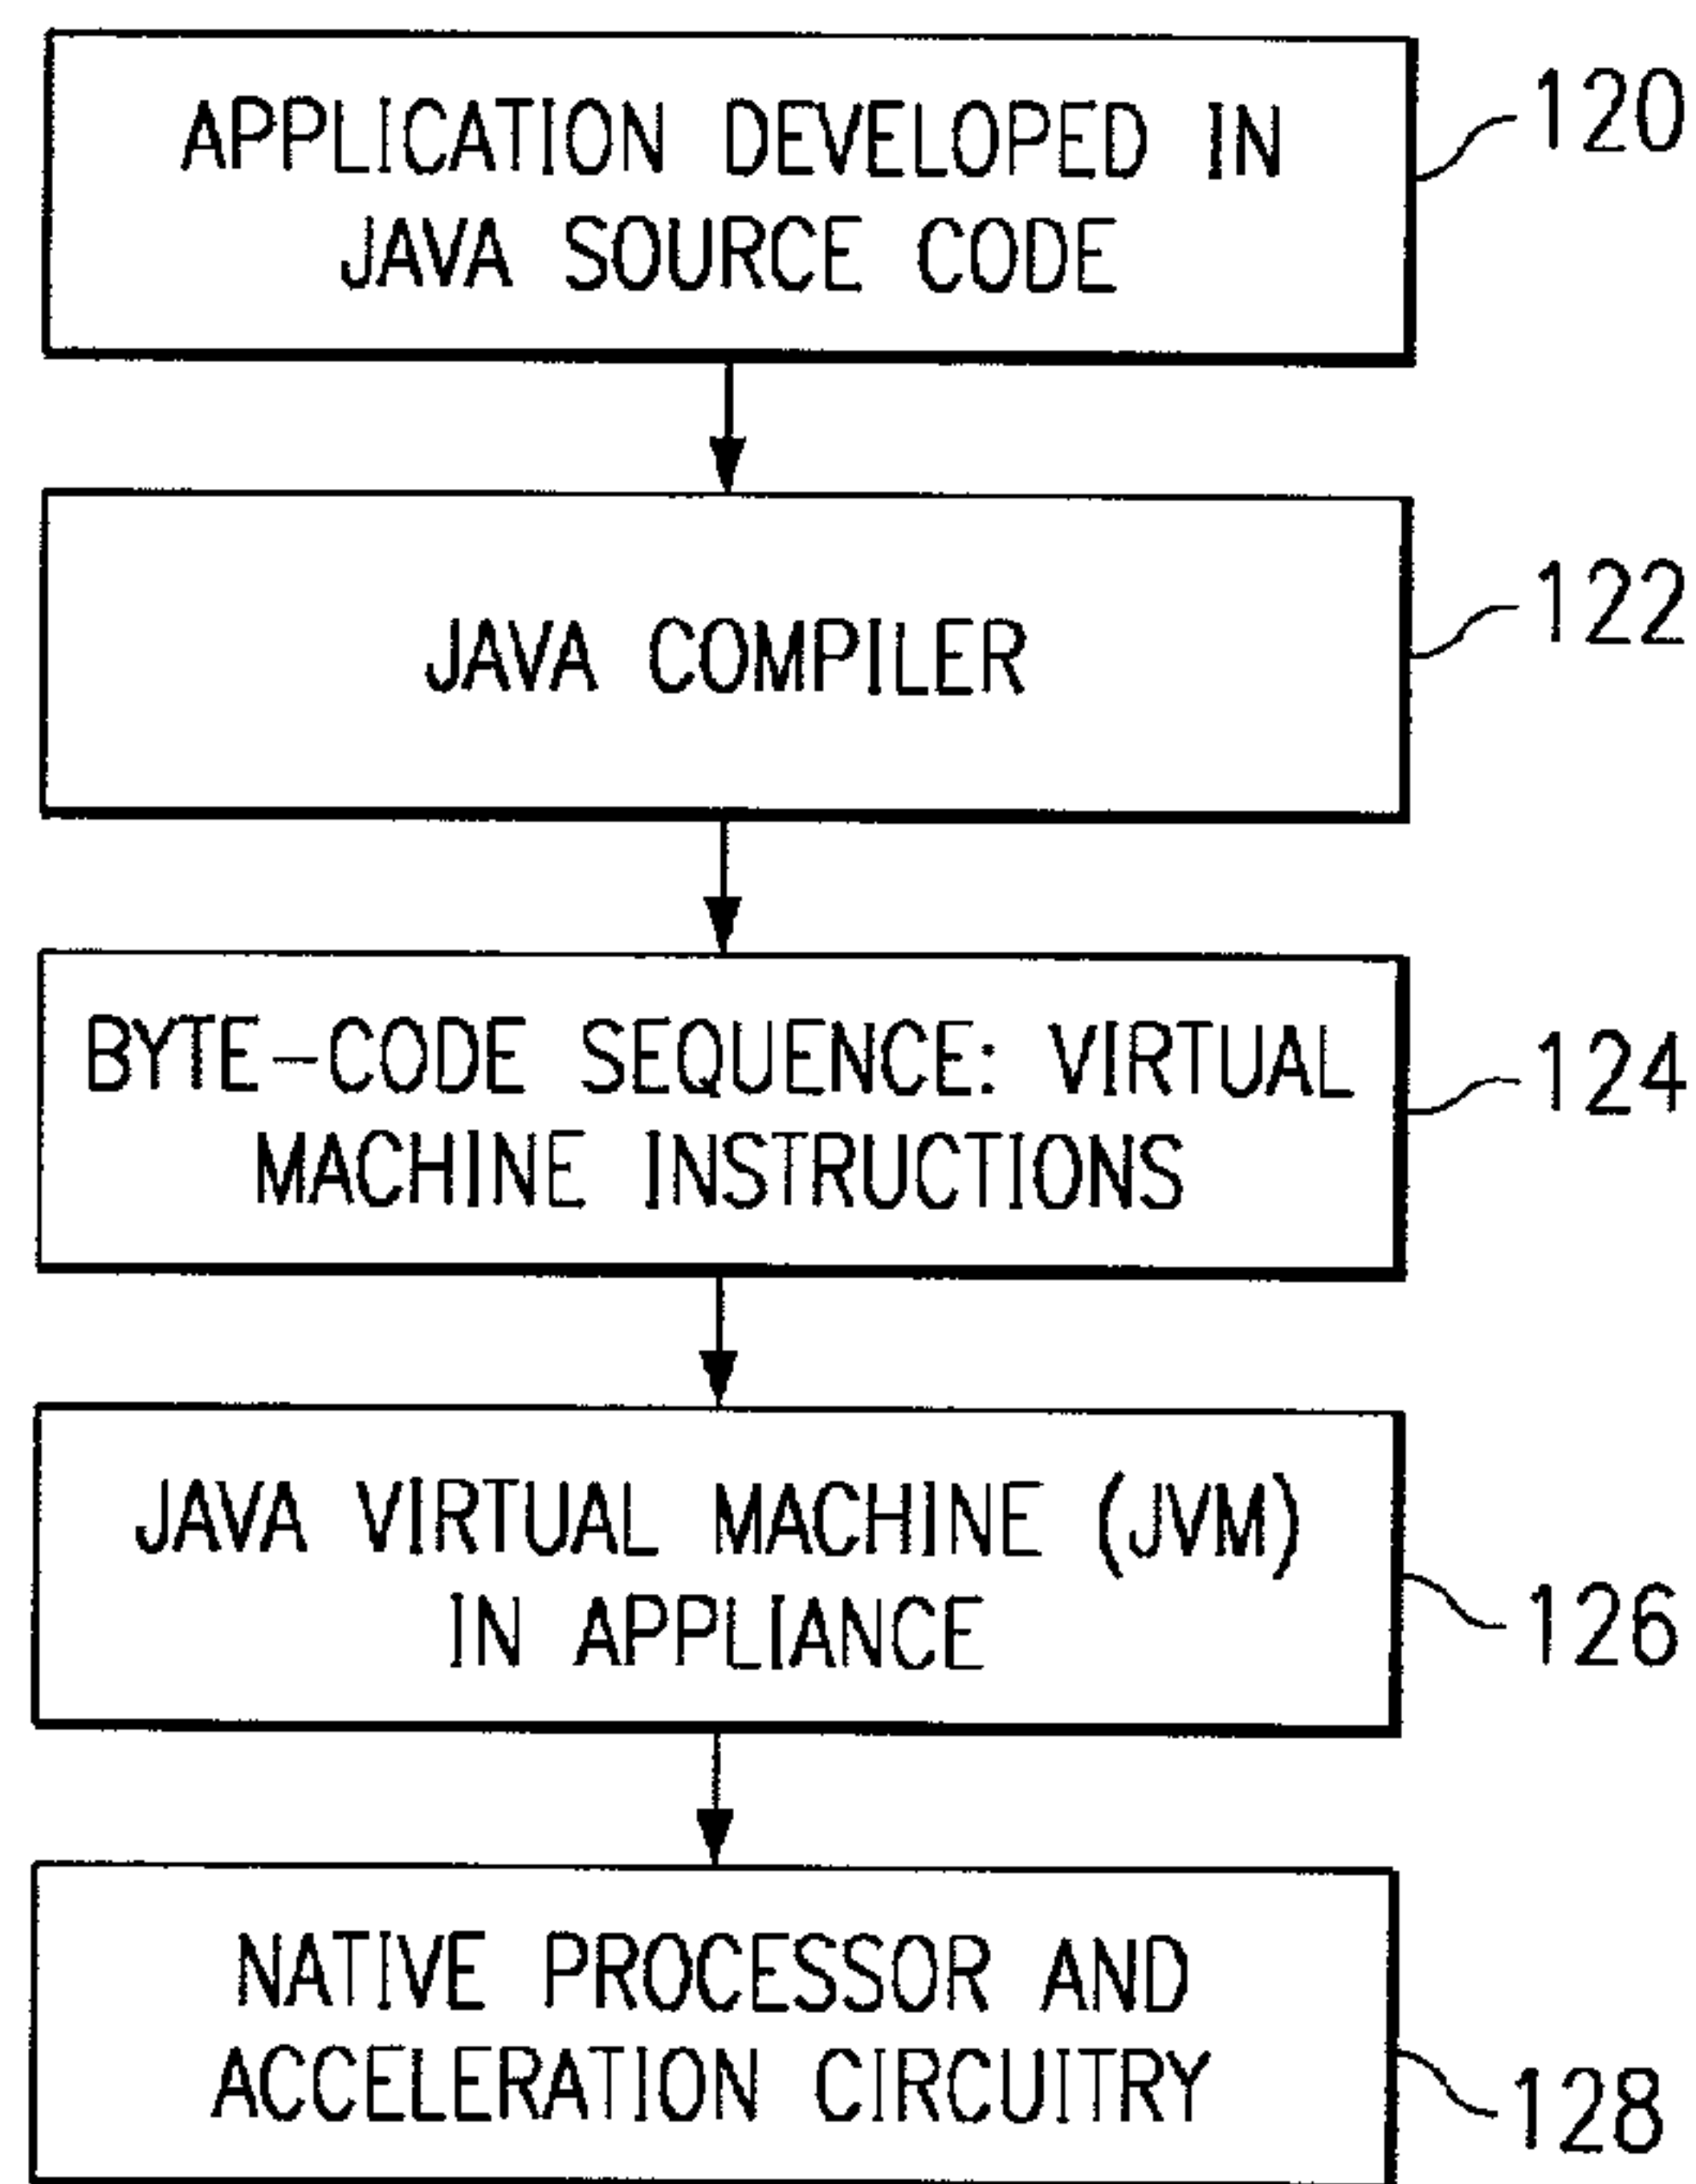 APPLICATION DEVELOPED IN
JAVA SOURCE CODE
120
JAVA COMPILER
122
BYTE-CODE SEQUENCE: VIRTUAL
MACHINE INSTRUCTIONS
124
JAVA VIRTUAL MACHINE (JVM)
IN APPLIANCE
126
NATIVE PROCESSOR AND
ACCELERATION CIRCUITRY
128